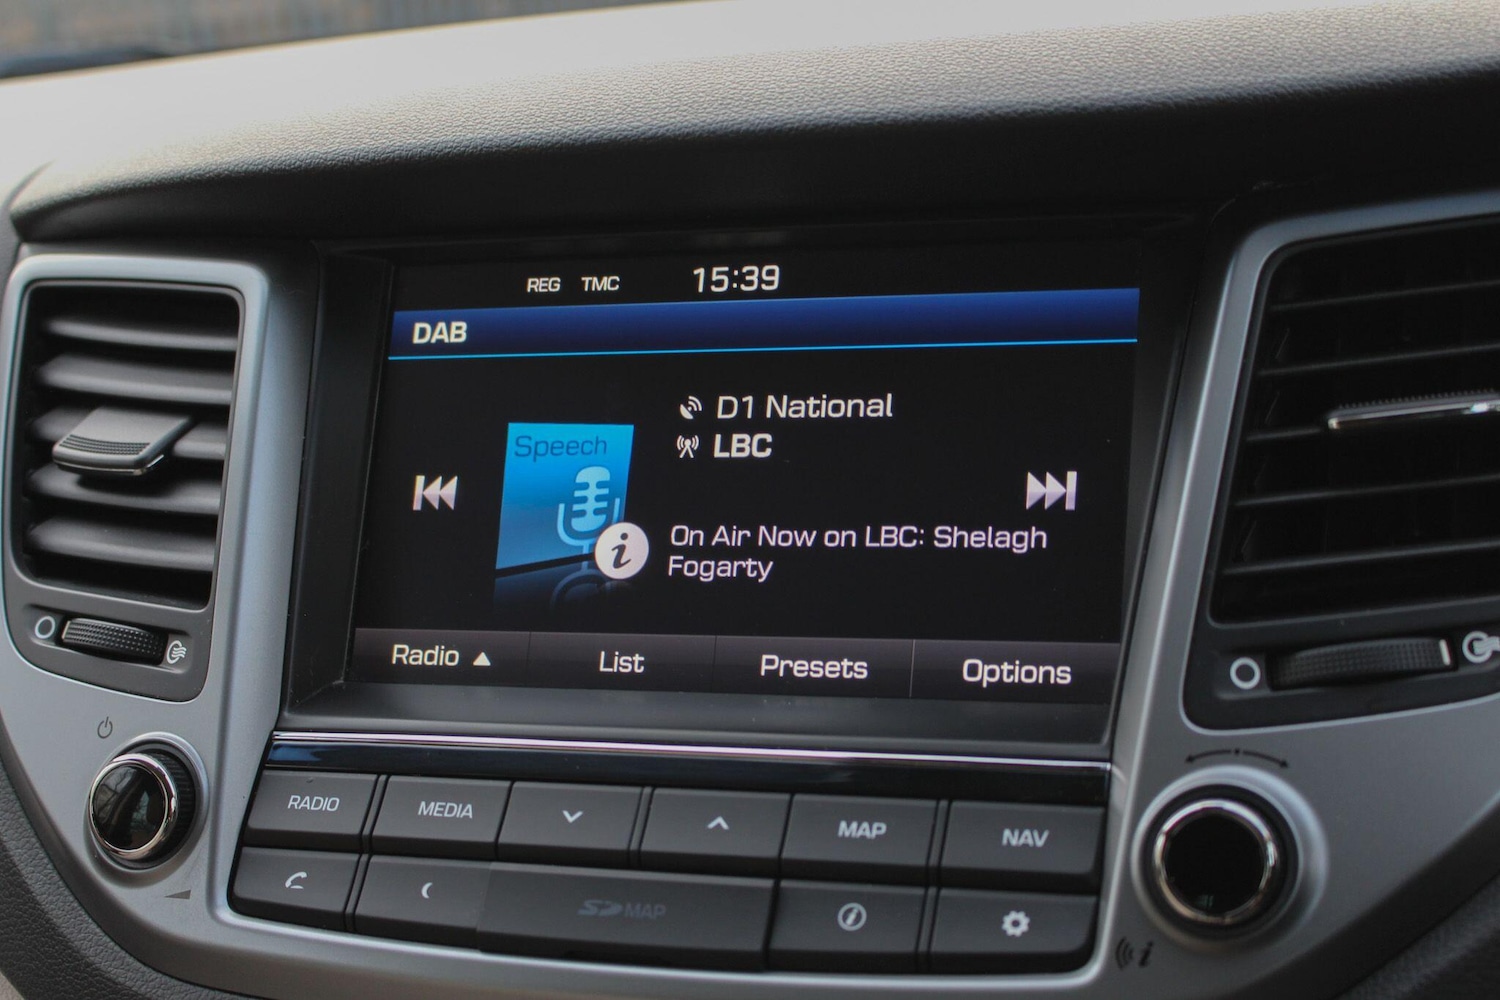 REG TMC 15:39
DAB
D1 National
LBC
Speech
On Air Now on LBC: Shelagh
Fogarty
Radio List Presets Options
RADIO MEDIA MAP NAV
SD MAP